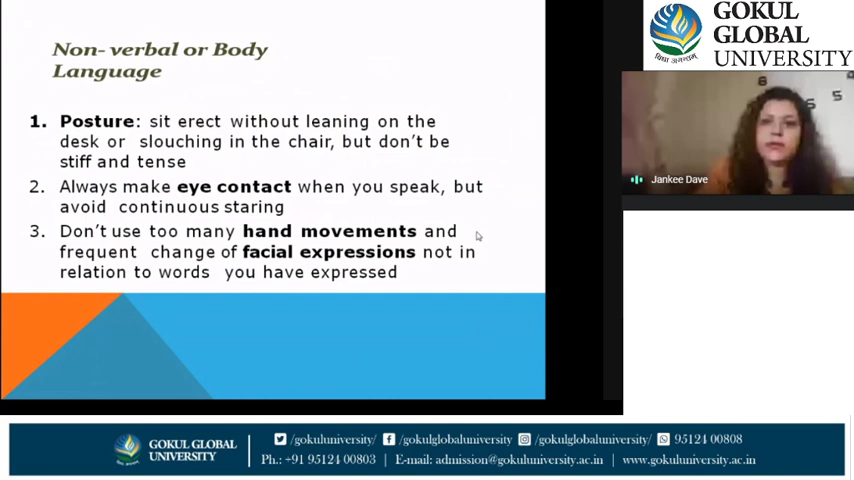 Non- verbal or Body
Language
1. Posture: sit erect without leaning on the
desk or slouching in the chair, but don't be
stiff and tense
2. Always make eye contact when you speak, but
avoid continuous staring
3. Don't use too many hand movements and
frequent change of facial expressions not in
relation to words you have expressed
GOKUL
GLOBAL
UNIVERSITY
विद्या अनन्तम्
6
5
Jankee Dave
GOKUL GLOBAL
UNIVERSITY
/gokuluniversity/ | /gokulglobaluniversity | /gokulglobaluniversity/ | 95124 00808
Ph.: +91 95124 00803 | E-mail: admission@gokuluniversity.ac.in | www.gokuluniversity.ac.in